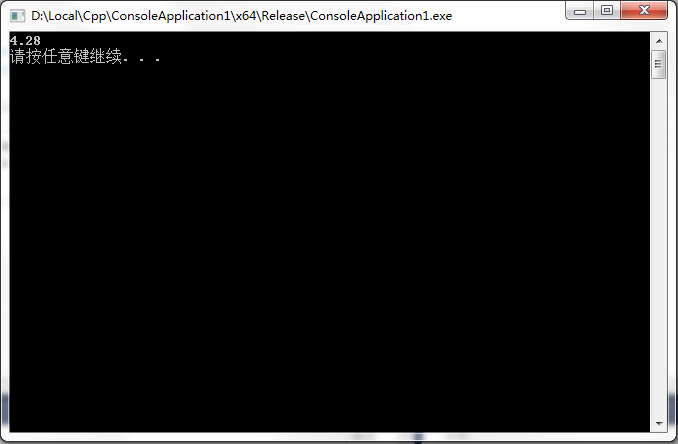 D:\Local\Cpp\ConsoleApplication1\x64\Release\ConsoleApplication1.exe
4.28
请按任意键继续. . .